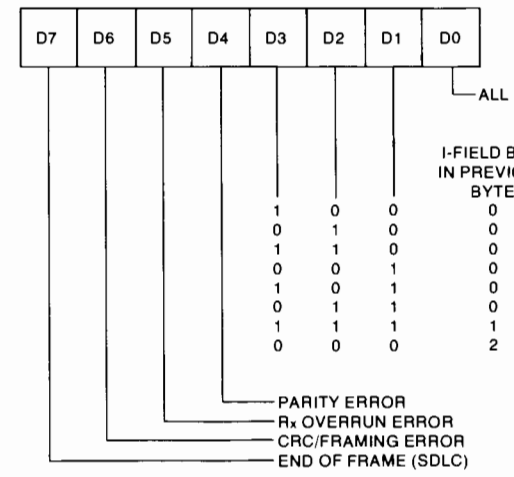 D7 D6 D5 D4 D3 D2 D1 D0
ALL
I-FIELD B
IN PREVI
BYTE
1 0 0 0
0 1 0 0
1 1 0 0
0 0 1 0
1 0 1 0
0 1 1 0
1 1 1 1
0 0 0 2
PARITY ERROR
Rx OVERRUN ERROR
CRC/FRAMING ERROR
END OF FRAME (SDLC)